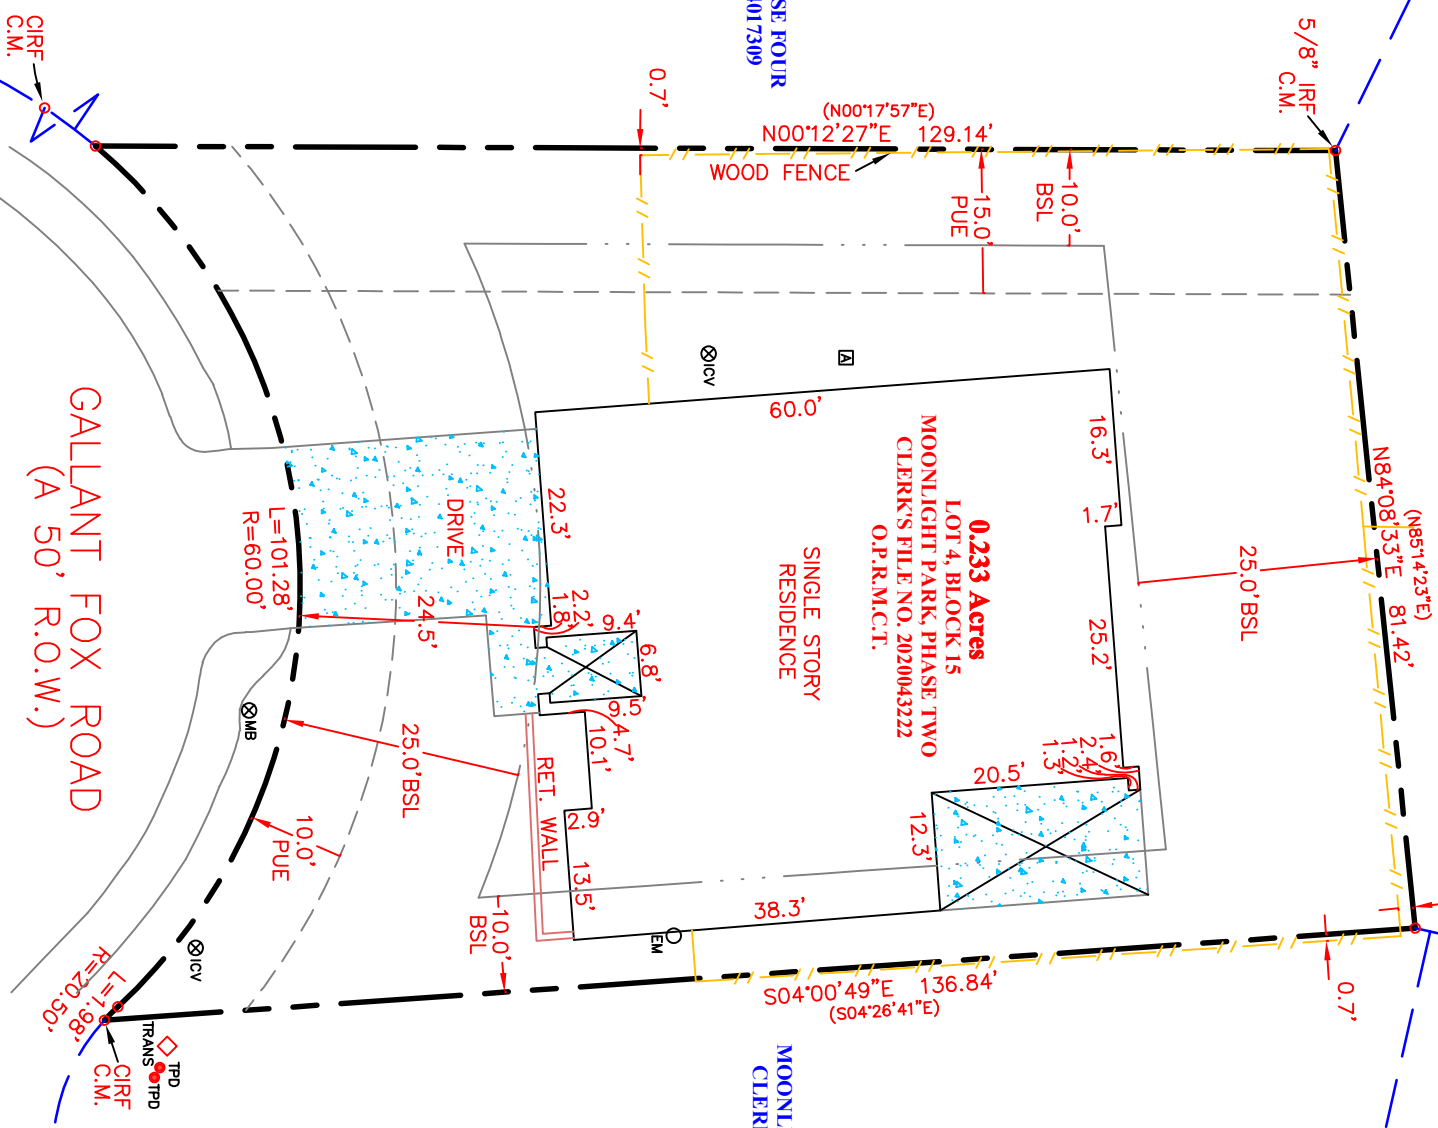 SE FOUR
4017309
5/8" IRF
C.M.
CIRF
C.M.
0.7'
(N00°17'57"E)
N00°12'27"E 129.14'
WOOD FENCE
10.0'
BSL
15.0'
PUE
ICV
A
60.0'
16.3'
1.7'
N84°08'33"E 81.42'
(N85°14'23"E)
25.0'BSL
0.233 Acres
LOT 4, BLOCK 15
MOONLIGHT PARK, PHASE TWO
CLERK'S FILE NO. 2020043222
O.P.R.M.C.T.
SINGLE STORY
RESIDENCE
GALLANT FOX ROAD
(A 50' R.O.W.)
L=101.28'
R=60.00'
DRIVE
22.3'
24.5'
2.2'
1.8'
9.4'
6.8'
9.5'
4.7'
10.1'
25.2'
1.6'
2.4'
1.2'
1.3'
20.5'
12.3'
MB
25.0'BSL
RET. WALL
2.9'
13.5'
10.0'
PUE
38.3'
EM
10.0'
BSL
ICV
S04°00'49"E 136.84'
(S04°26'41"E)
0.7'
L=1.98'
R=20.50'
TRANS
TPD
TPD
CIRF
C.M.
MOONL
CLER